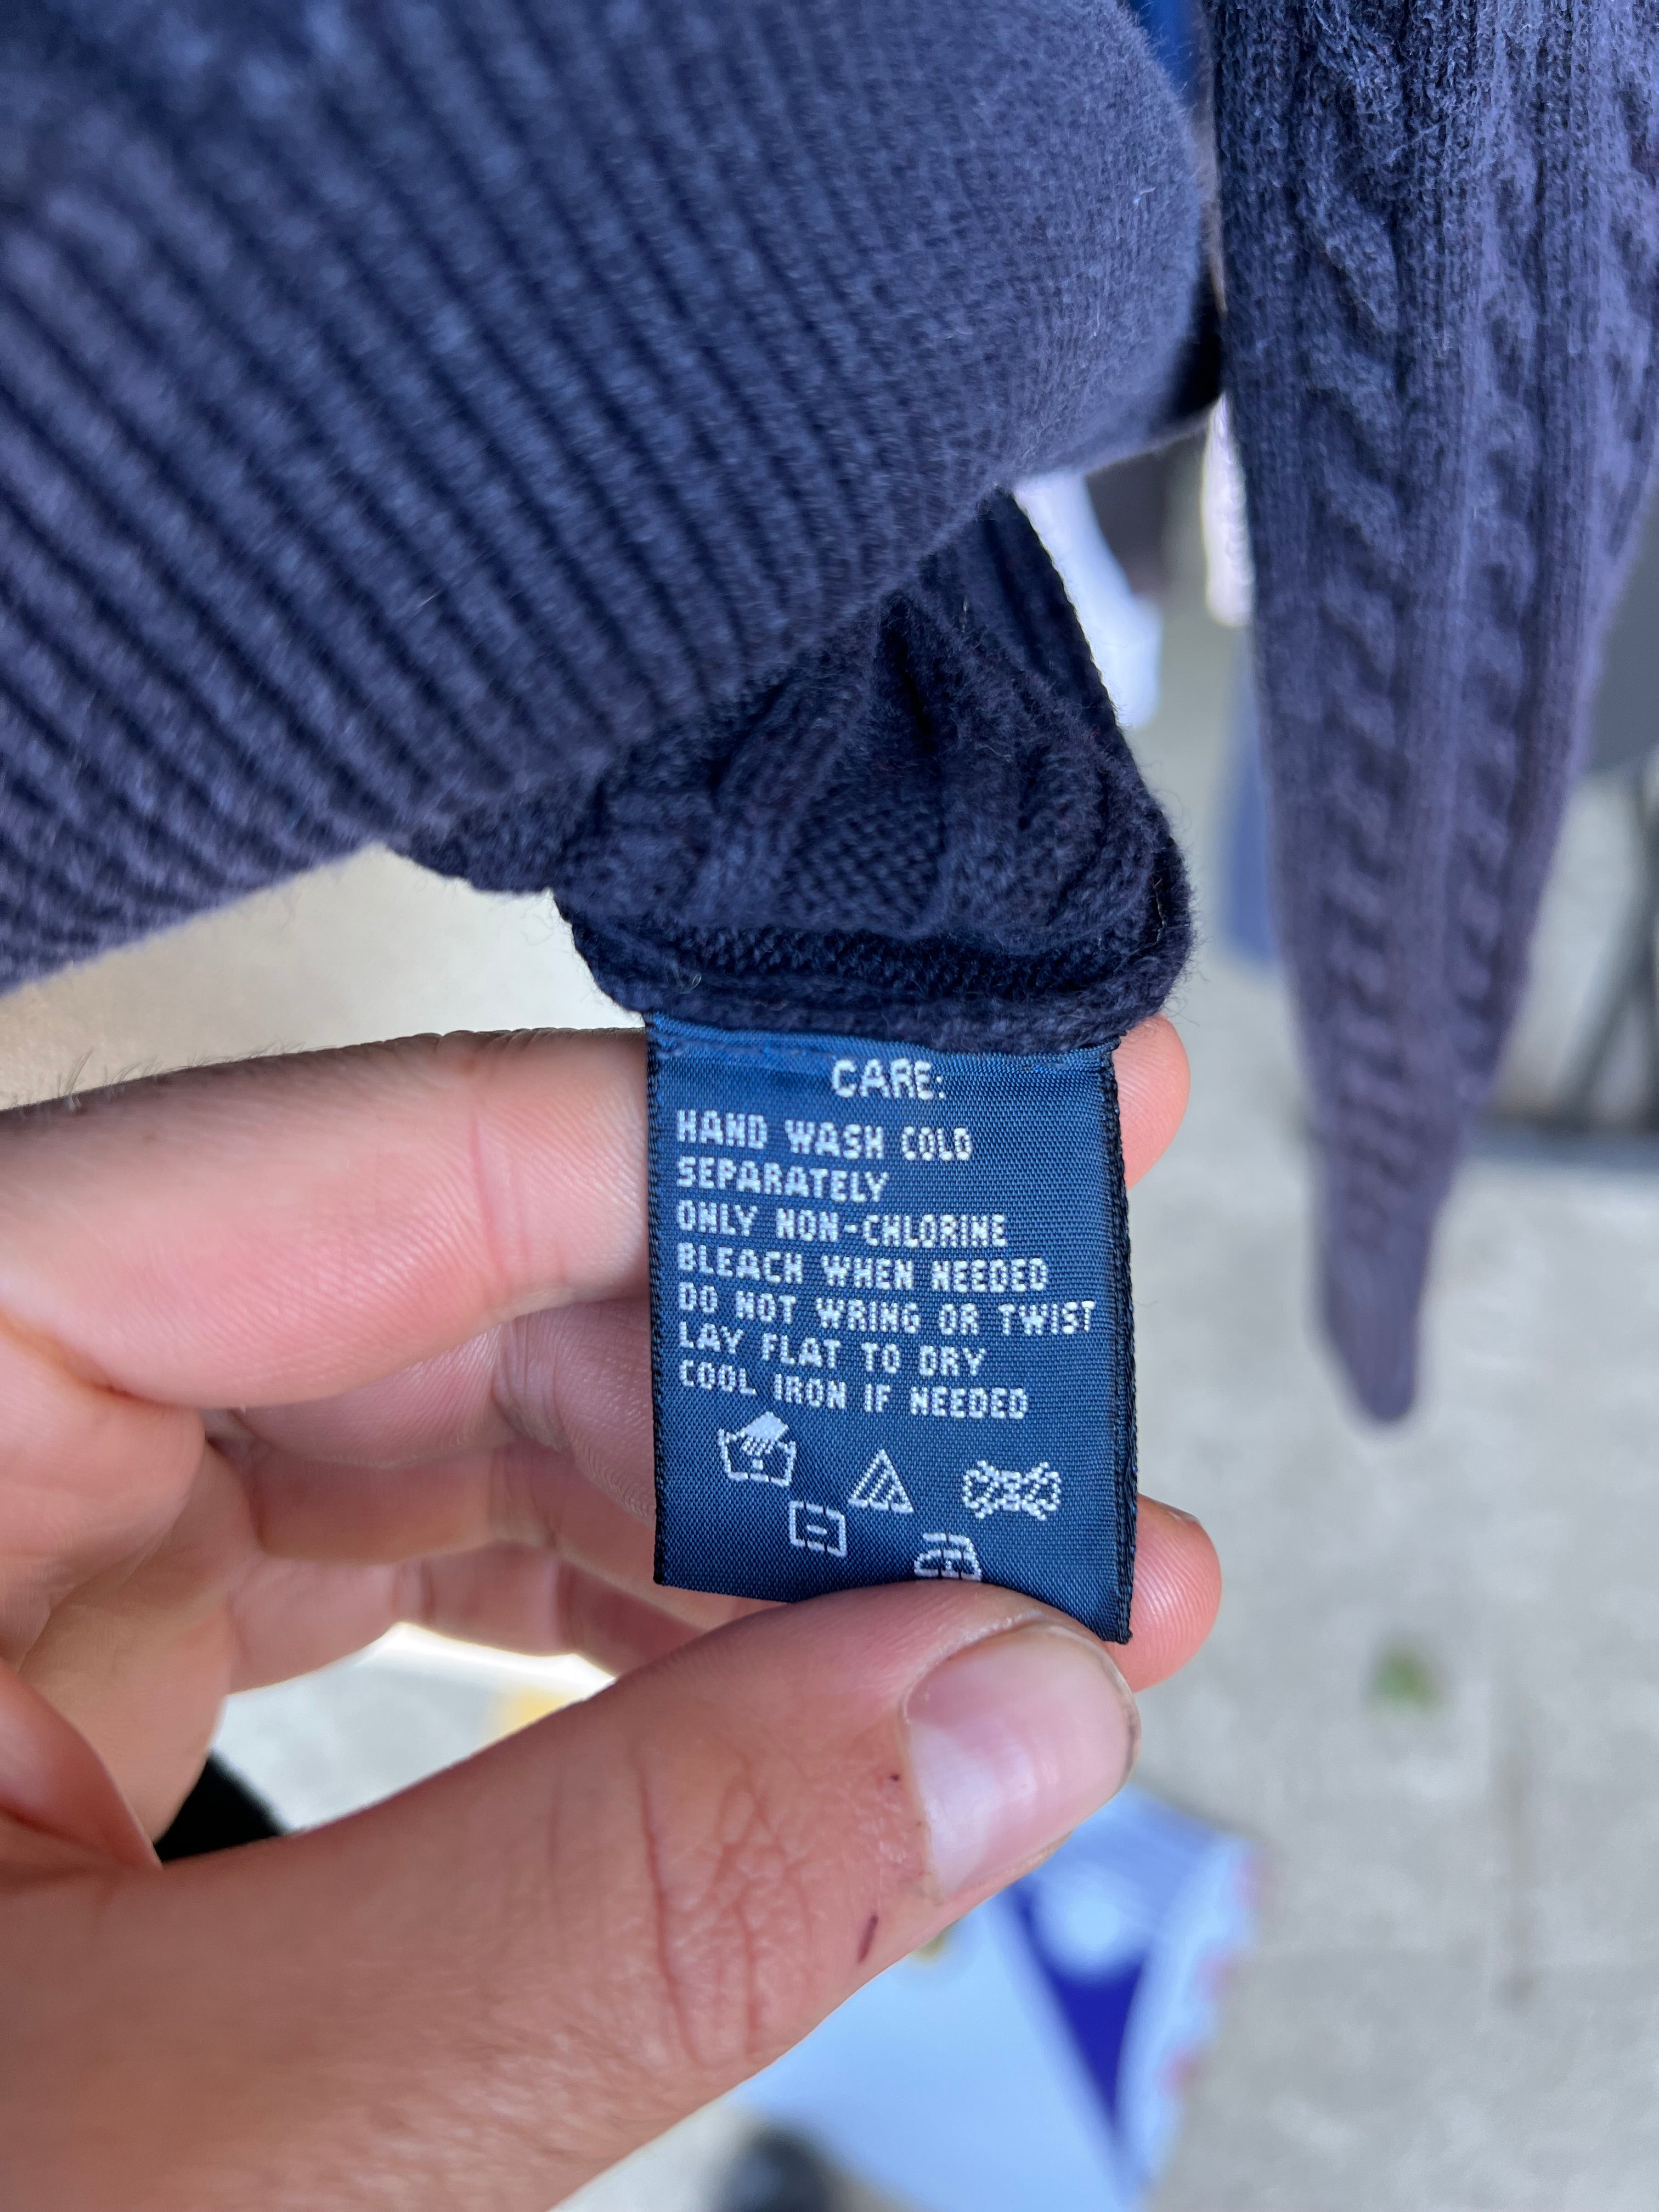 CARE:
HAND WASH COLD
SEPARATELY
ONLY NON-CHLORINE
BLEACH WHEN NEEDED
DO NOT WRING OR TWIST
LAY FLAT TO DRY
COOL IRON IF NEEDED